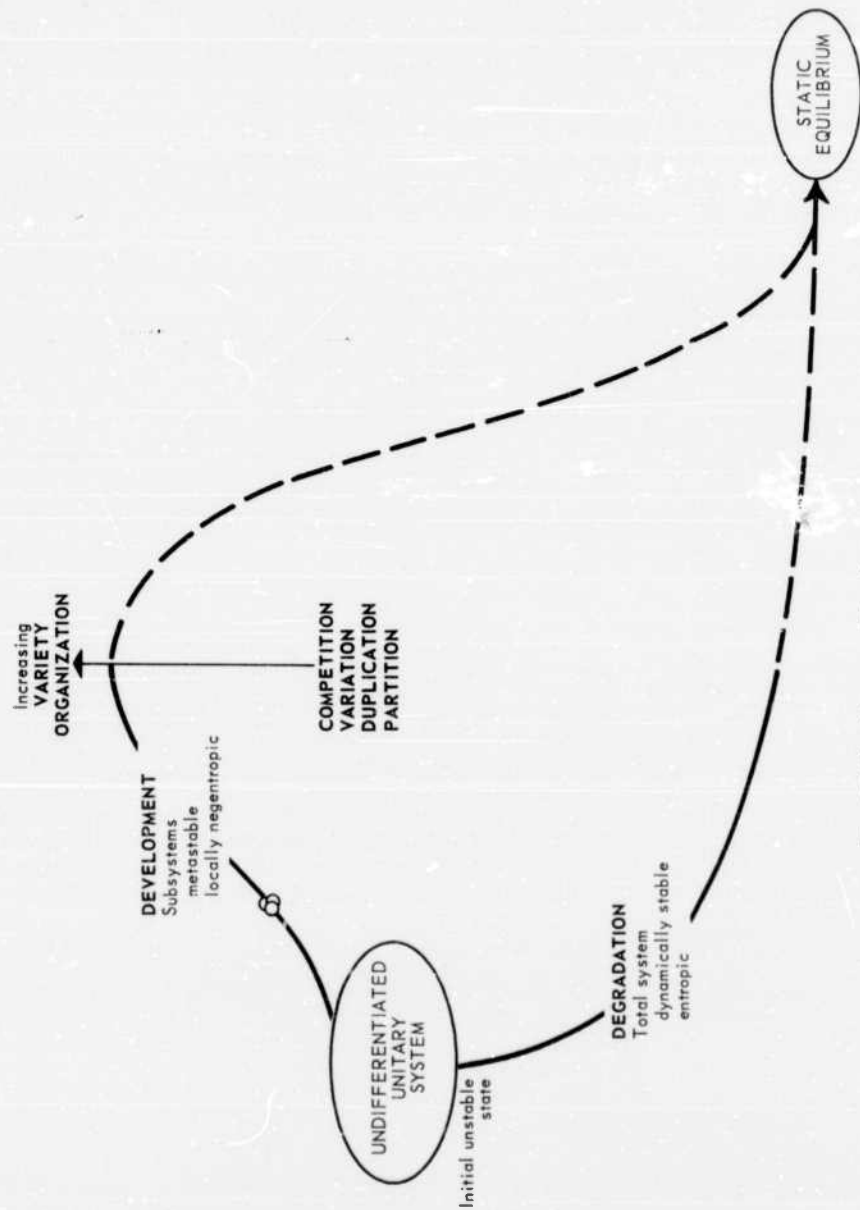 Increasing
VARIETY
ORGANIZATION
DEVELOPMENT
Subsystems
metastable
locally negentropic
COMPETITION
VARIATION
DUPLICATION
PARTITION
UNDIFFERENTIATED
UNITARY
SYSTEM
Initial unstable
state
DEGRADATION
Total system
dynamically stable
entropic
STATIC
EQUILIBRIUM